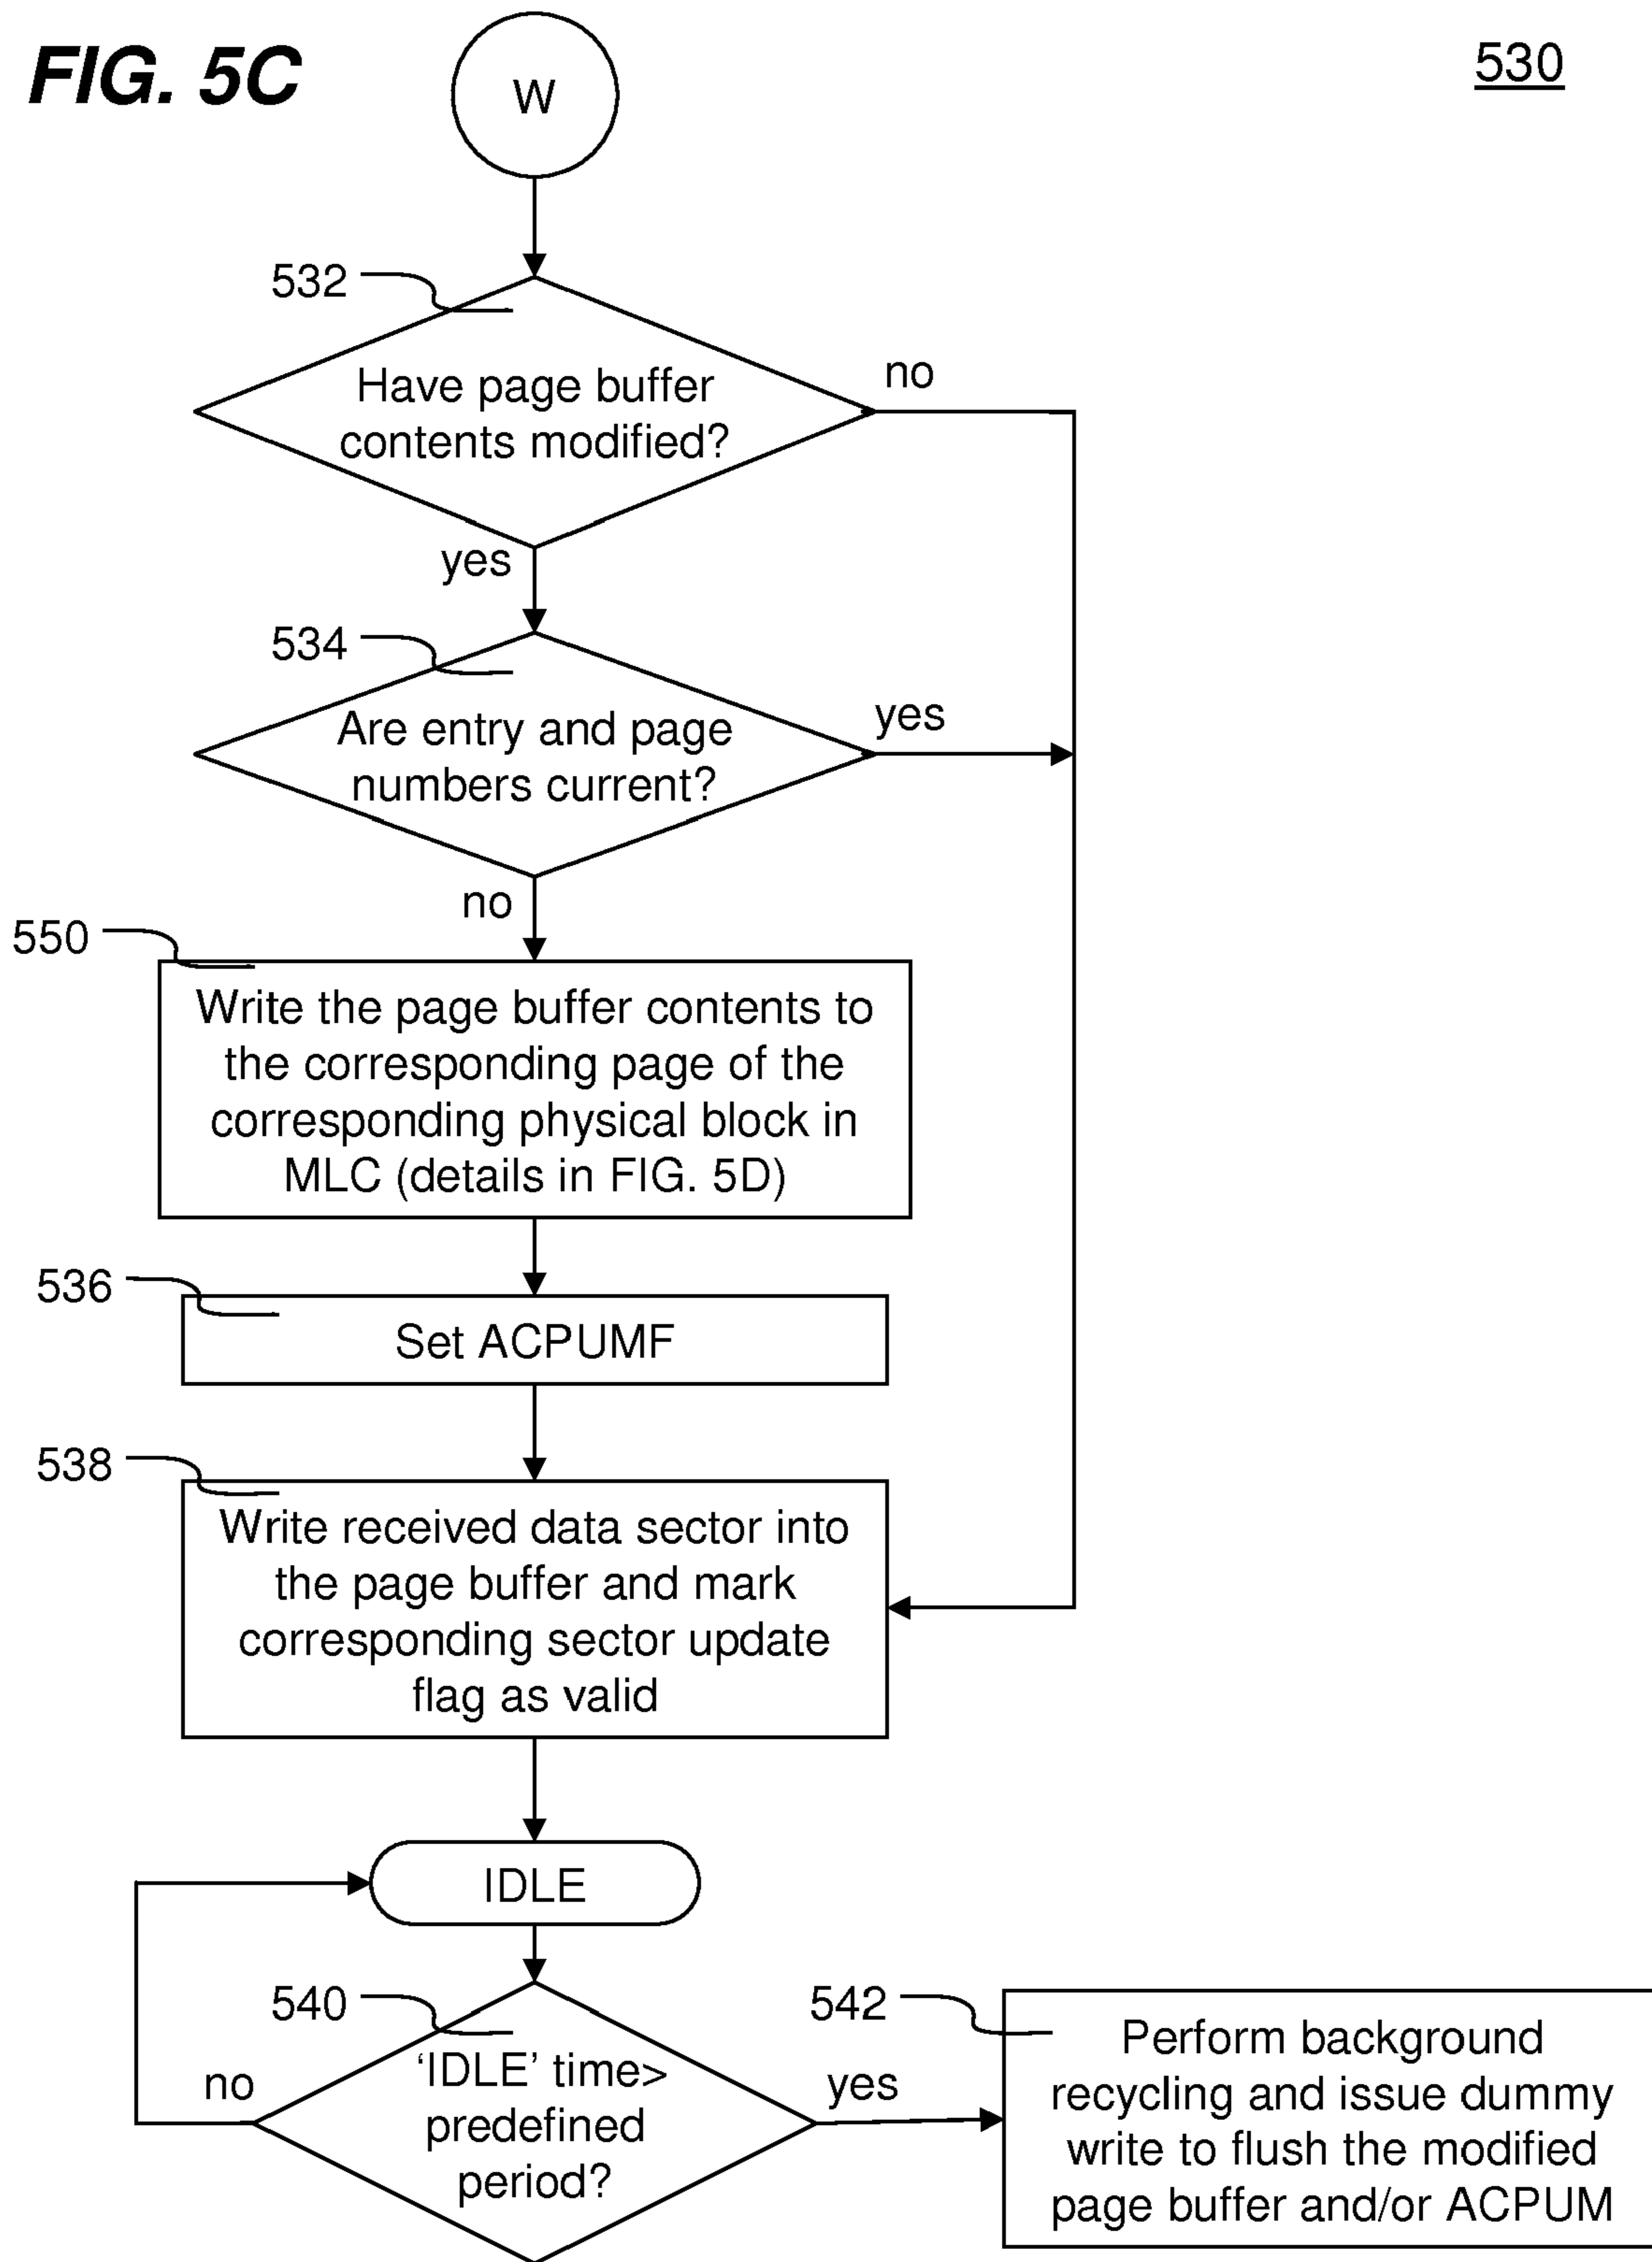 FIG. 5C
W
530
532
Have page buffer
contents modified?
no
yes
534
Are entry and page
numbers current?
yes
no
550
Write the page buffer contents to
the corresponding page of the
corresponding physical block in
MLC (details in FIG. 5D)
536
Set ACPUMF
538
Write received data sector into
the page buffer and mark
corresponding sector update
flag as valid
IDLE
540
‘IDLE’ time>
predefined
period?
no
yes
542
Perform background
recycling and issue dummy
write to flush the modified
page buffer and/or ACPUM